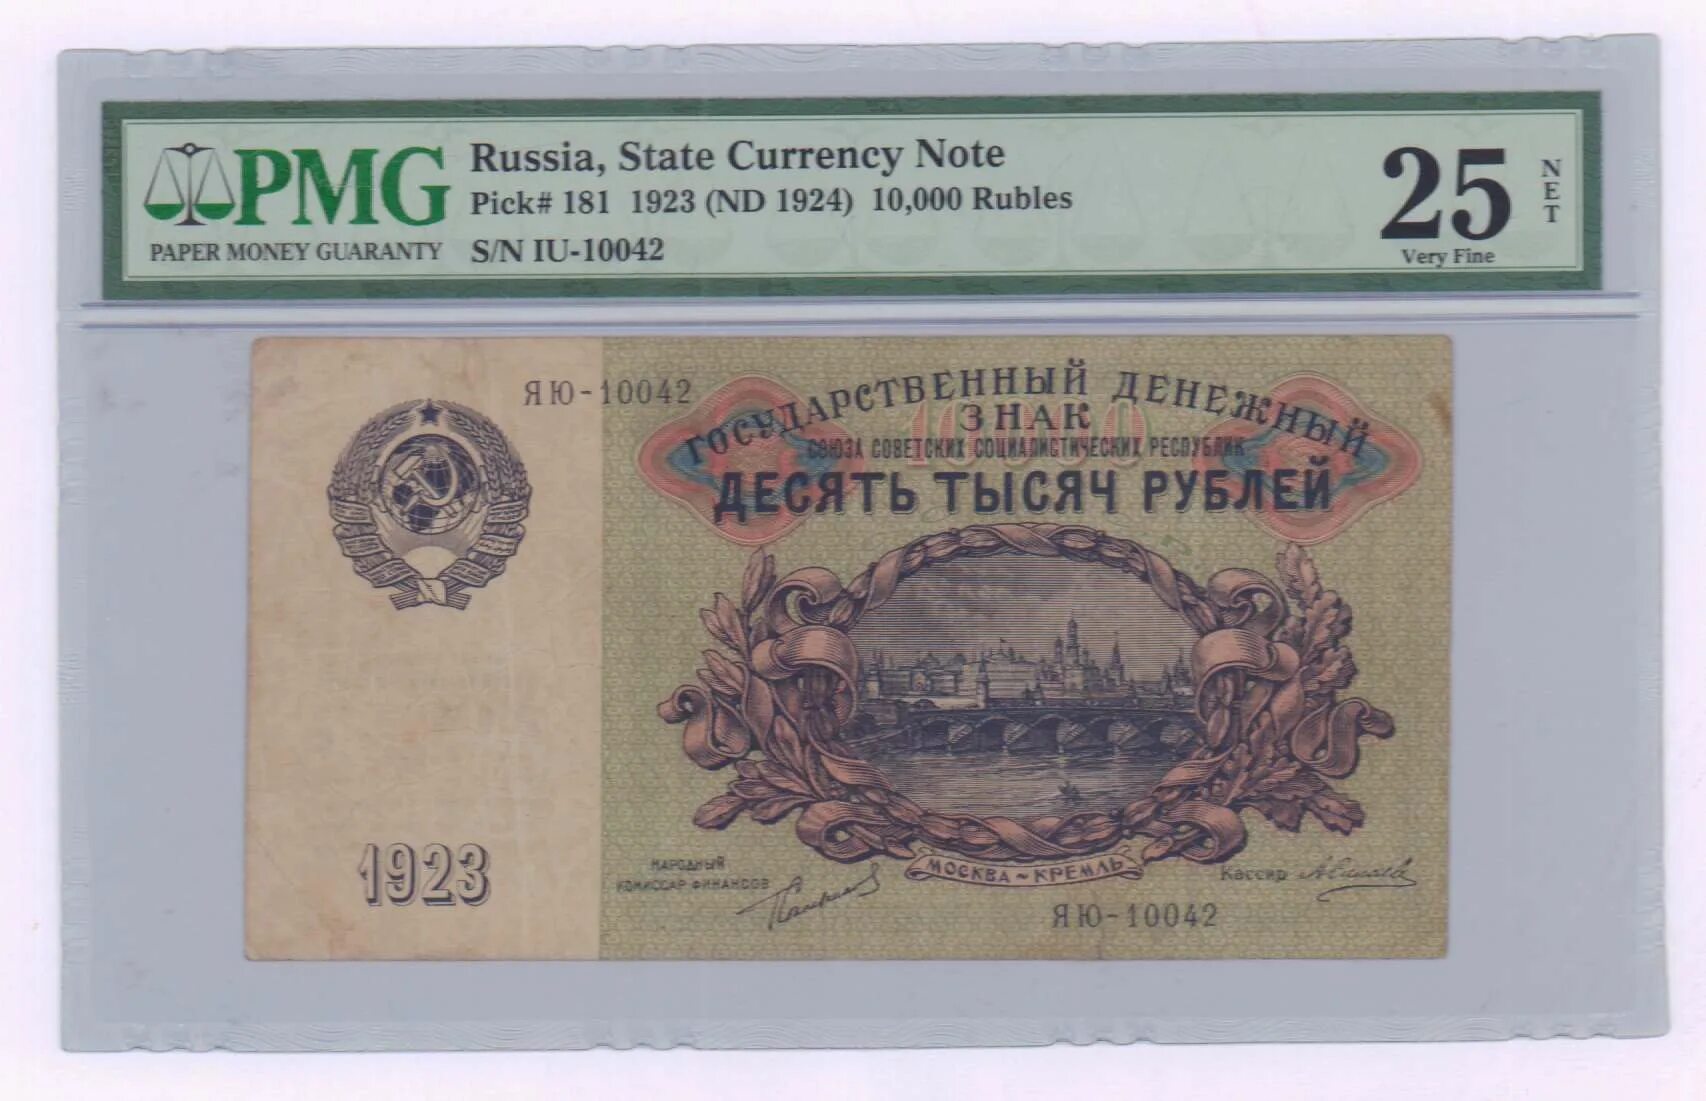 PMG
PAPER MONEY GUARANTY
Russia, State Currency Note
Pick# 181 1923 (ND 1924) 10,000 Rubles
S/N IU-10042
25
NET
Very Fine
ЯЮ-10042
ГОСУДАРСТВЕННЫЙ ДЕНЕЖНЫЙ
ЗНАК
10000
СОЮЗА СОВЕТСКИХ СОЦИАЛИСТИЧЕСКИХ РЕСПУБЛИК
ДЕСЯТЬ ТЫСЯЧ РУБЛЕЙ
1923
НАРОДНЫЙ
КОМИССАР ФИНАНСОВ
МОСКВА ~ КРЕМЛЬ
Кассир
ЯЮ-10042